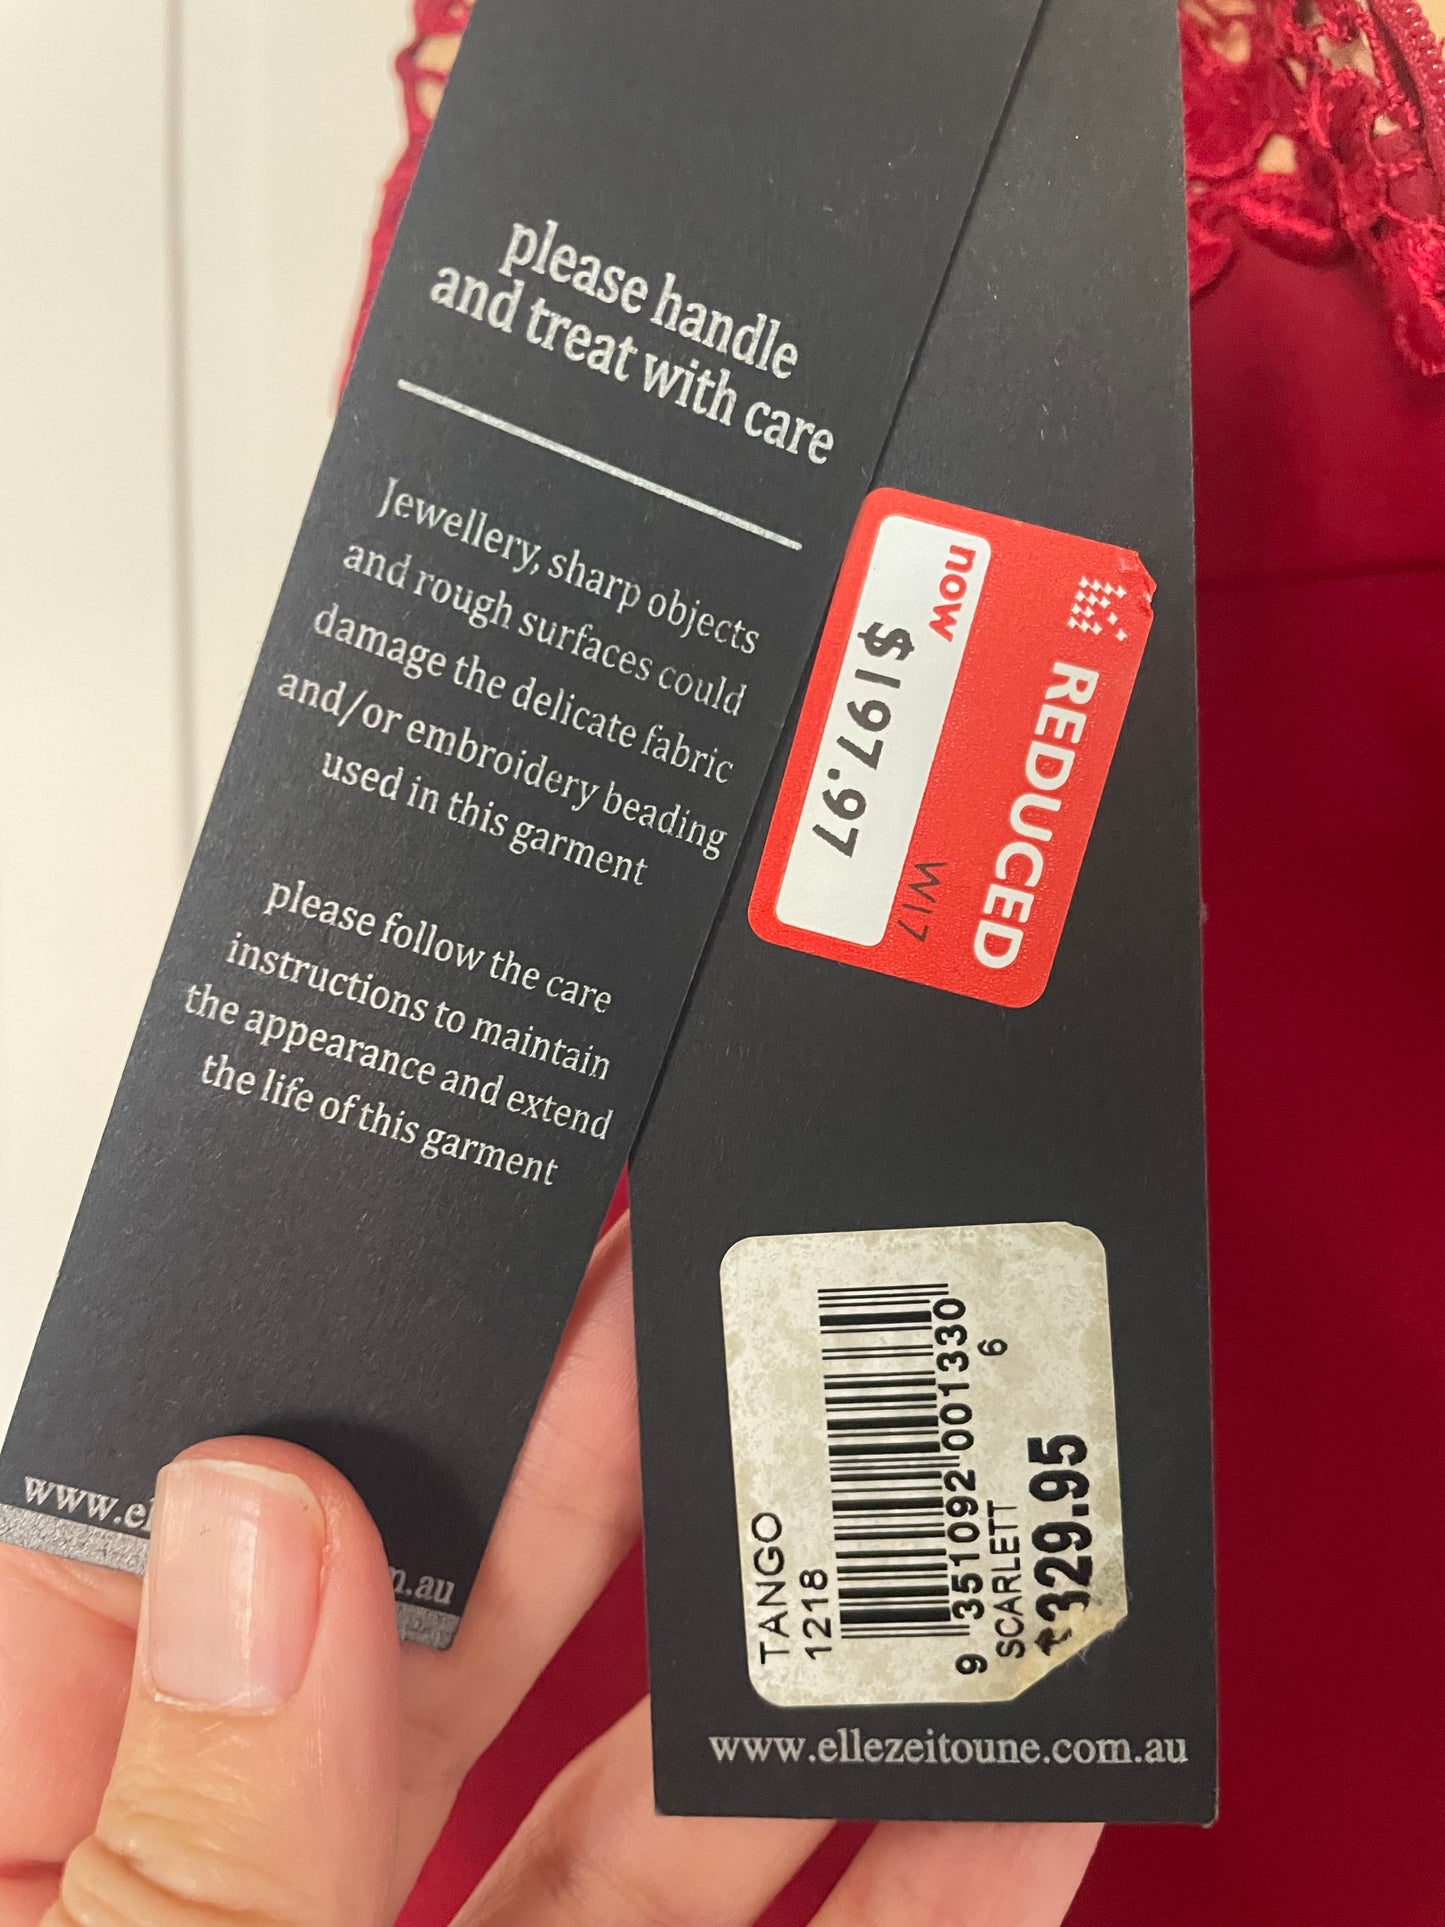 please handle
and treat with care
Jewellery, sharp objects
and rough surfaces could
damage the delicate fabric
and/or embroidery beading
used in this garment
please follow the care
instructions to maintain
the appearance and extend
the life of this garment
REDUCED
now
W17
$197.97
TANGO
1218
9 351092 001330
SCARLETT 6
$329.95
www.ellezeitoune.com.au